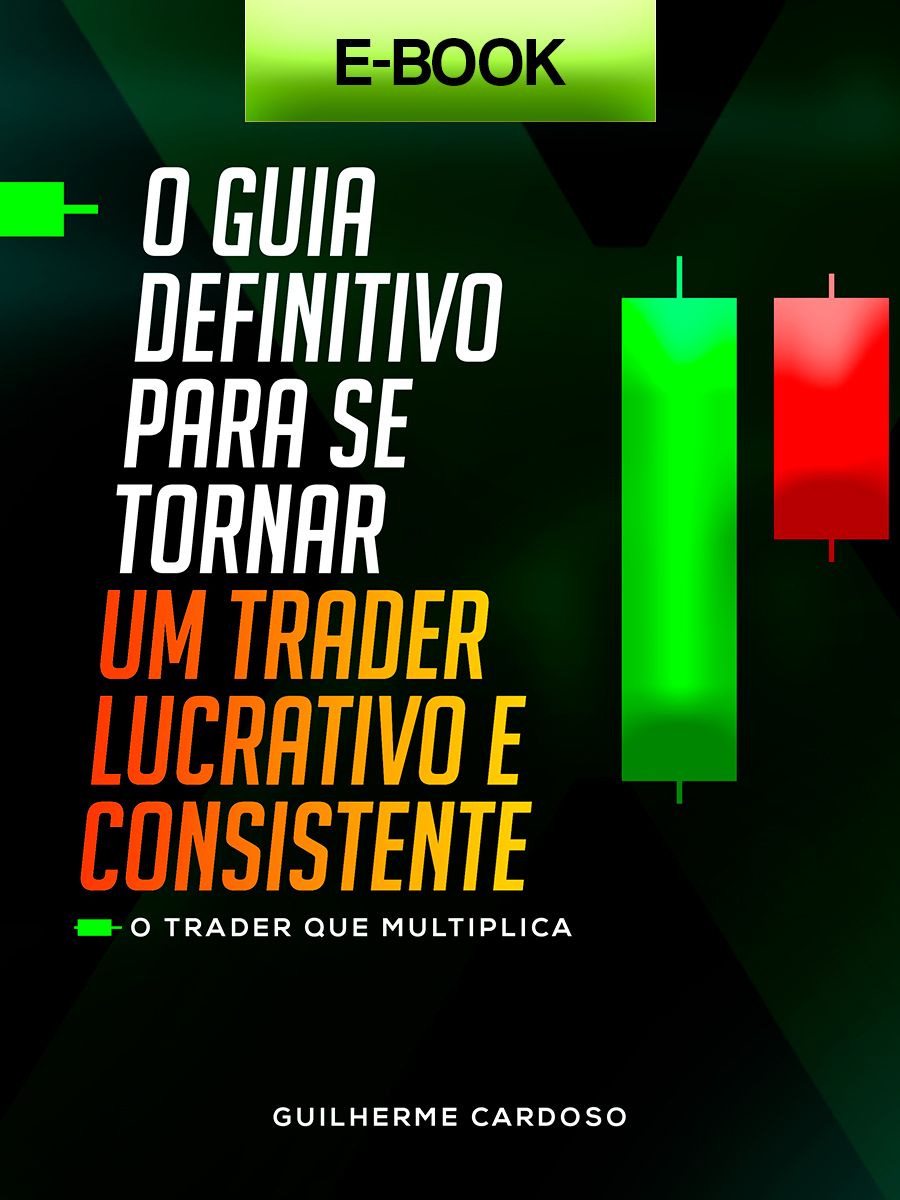 E-BOOK
O GUIA
DEFINITIVO
PARA SE
TORNAR
UM TRADER
LUCRATIVO E
CONSISTENTE
O TRADER QUE MULTIPLICA
GUILHERME CARDOSO